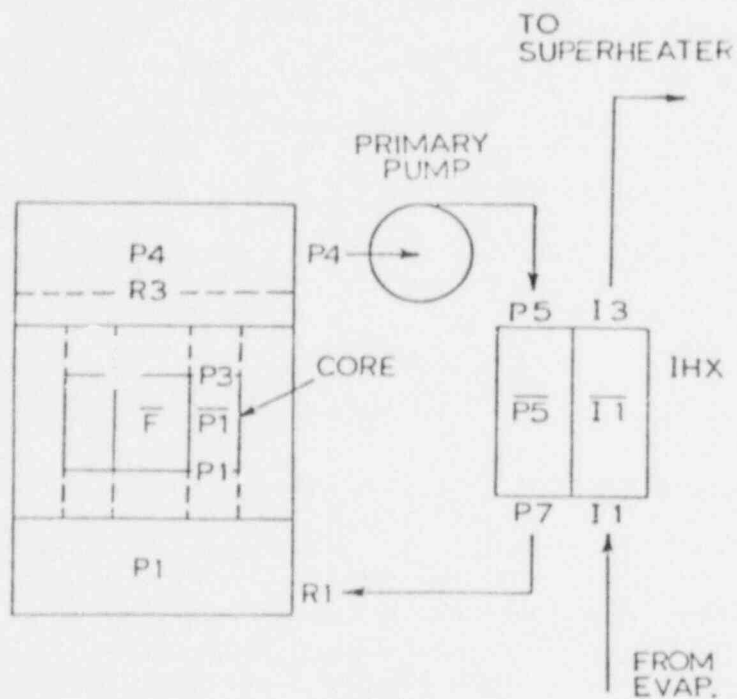 TO
SUPERHEATER
PRIMARY
PUMP
P4
P4
R3
P5 I3
P3
CORE
IHX
F̅ P̅1̅
P̅5̅ I̅1̅
P1
P7 I1
P1
R1
FROM
EVAP.